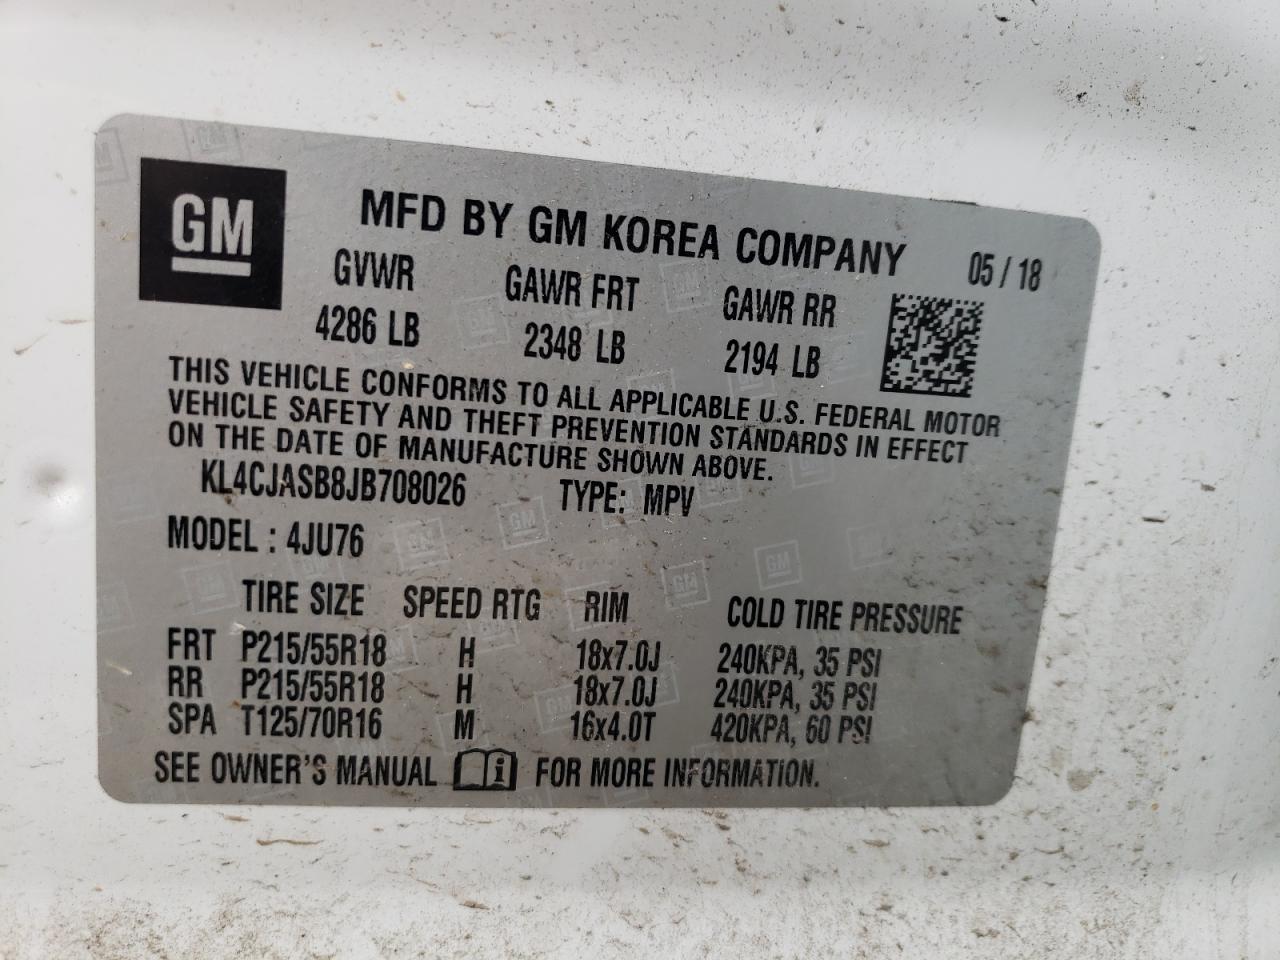 GM
MFD BY GM KOREA COMPANY 05 / 18
GVWR GAWR FRT GAWR RR
4286 LB 2348 LB 2194 LB
THIS VEHICLE CONFORMS TO ALL APPLICABLE U.S. FEDERAL MOTOR
VEHICLE SAFETY AND THEFT PREVENTION STANDARDS IN EFFECT
ON THE DATE OF MANUFACTURE SHOWN ABOVE.
KL4CJASB8JB708026 TYPE: MPV
MODEL : 4JU76
TIRE SIZE SPEED RTG RIM COLD TIRE PRESSURE
FRT P215/55R18 H 18x7.0J 240KPA, 35 PSI
RR P215/55R18 H 18x7.0J 240KPA, 35 PSI
SPA T125/70R16 M 16x4.0T 420KPA, 60 PSI
SEE OWNER'S MANUAL i FOR MORE INFORMATION.